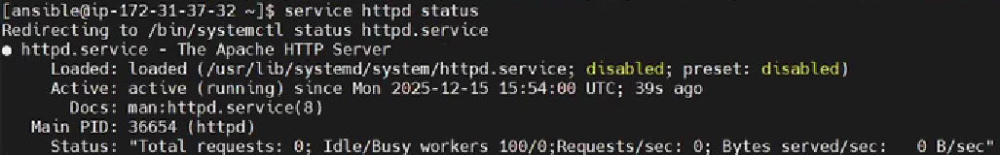 [ansible@ip-172-31-37-32 ~]$ service httpd status
Redirecting to /bin/systemctl status httpd.service
● httpd.service - The Apache HTTP Server
Loaded: loaded (/usr/lib/systemd/system/httpd.service; disabled; preset: disabled)
Active: active (running) since Mon 2025-12-15 15:54:00 UTC; 39s ago
Docs: man:httpd.service(8)
Main PID: 36654 (httpd)
Status: "Total requests: 0; Idle/Busy workers 100/0;Requests/sec: 0; Bytes served/sec:   0 B/sec"